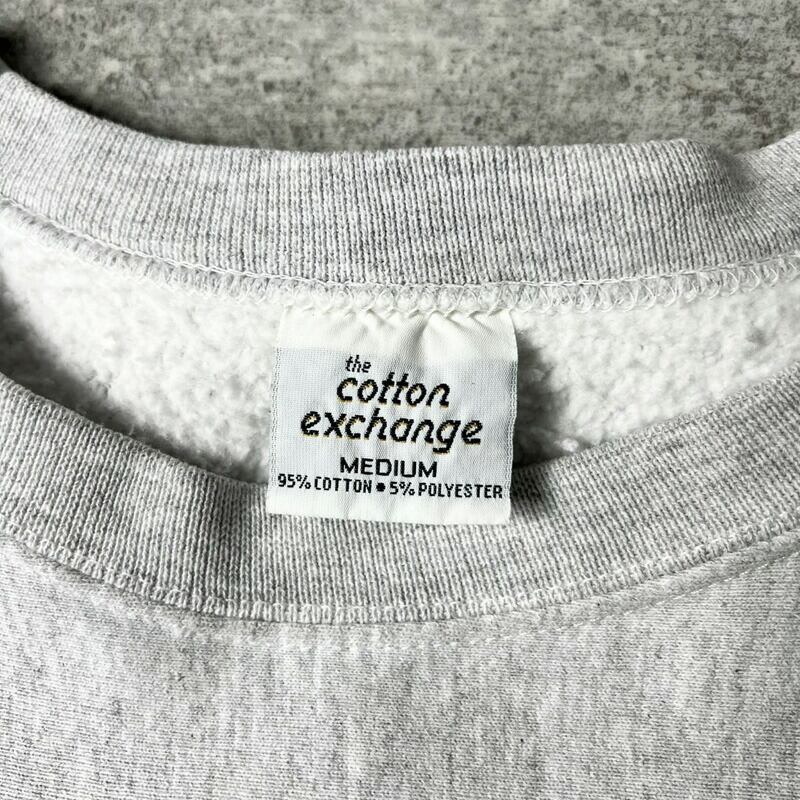 the
cotton
exchange
MEDIUM
95% COTTON • 5% POLYESTER